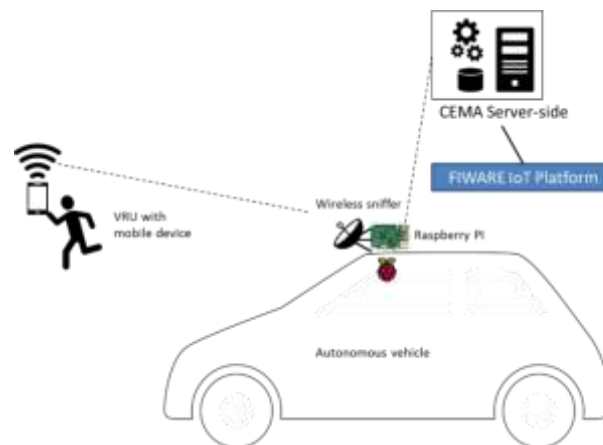 CEMA Server-side
FIWARE IoT Platform
Wireless sniffer
VRU with
mobile device
Raspberry PI
Autonomous vehicle